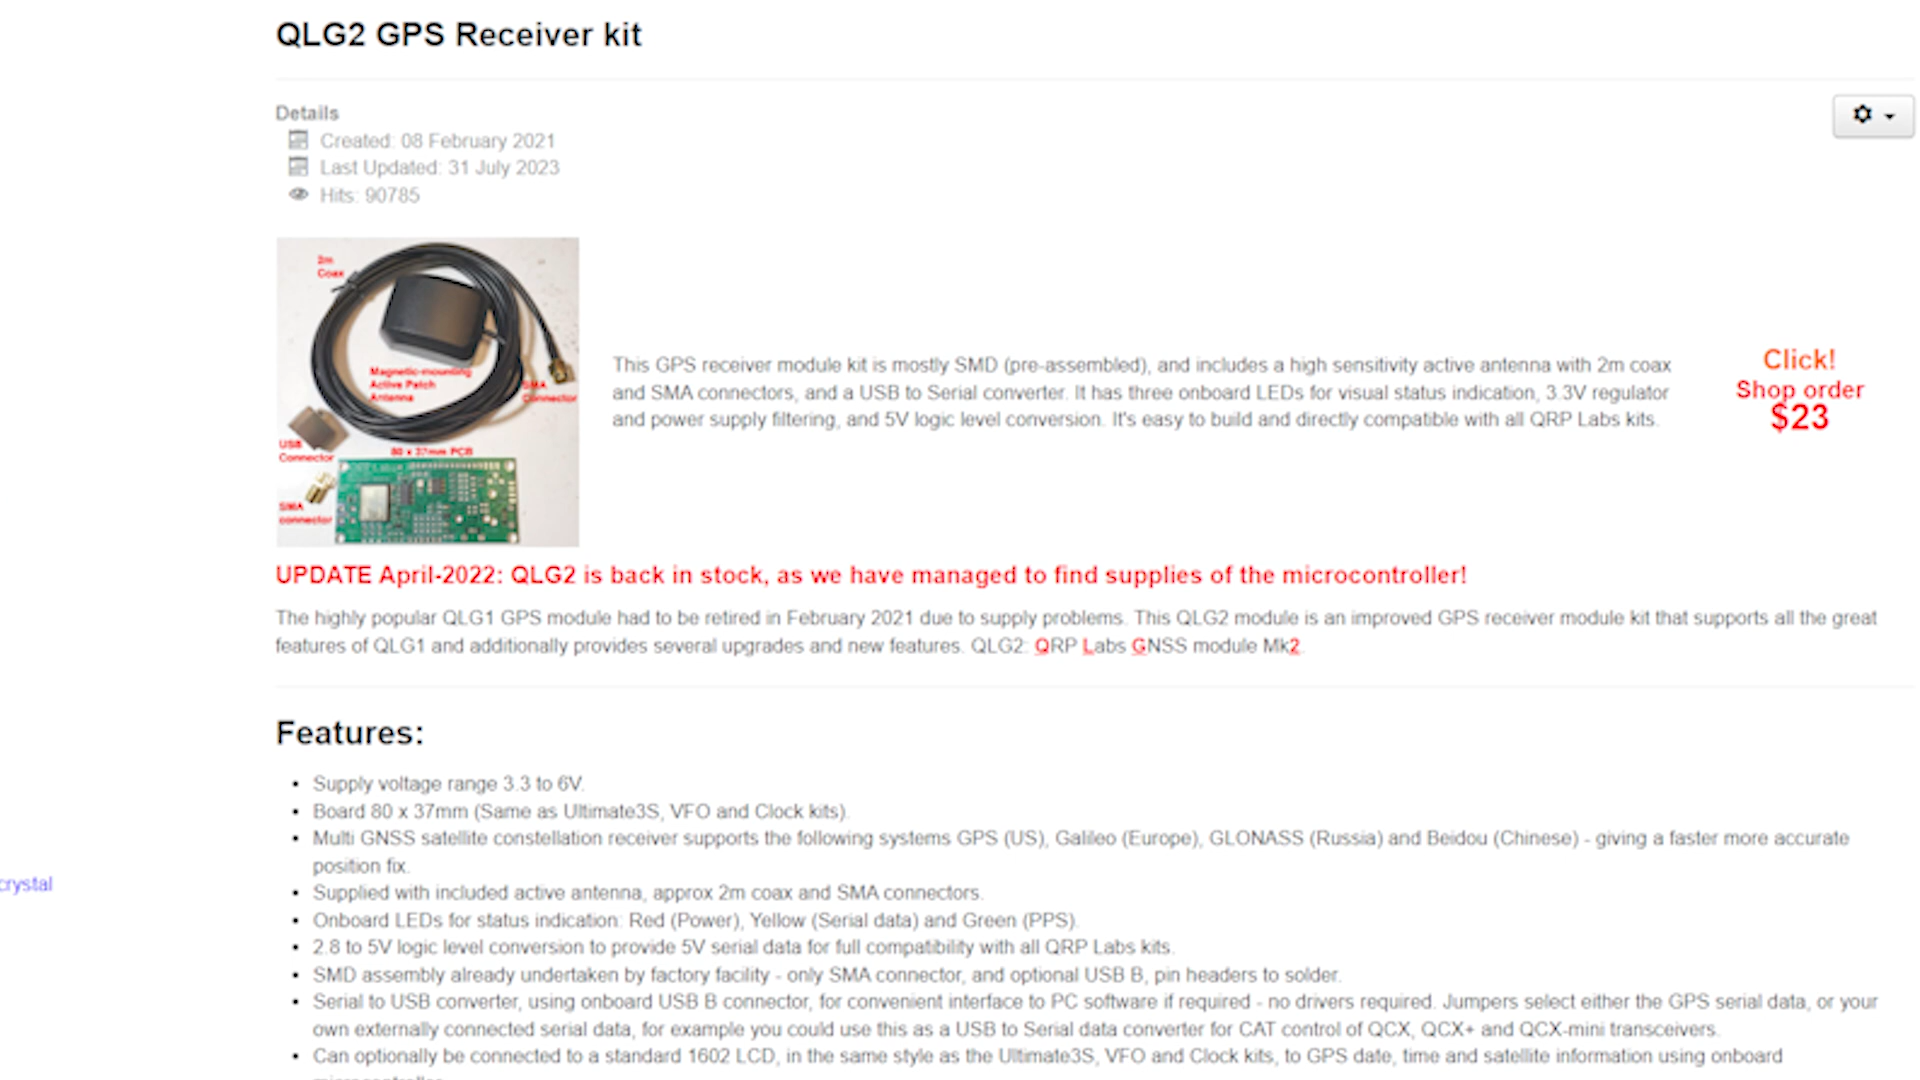 QLG2 GPS Receiver kit
Details
Created: 08 February 2021
Last Updated: 31 July 2023
Hits: 90785
2m
Coax
Magnetic-mounting
Active Patch
Antenna
SMA
Connector
USB
Connector
80 x 37mm PCB
SMA
connector
This GPS receiver module kit is mostly SMD (pre-assembled), and includes a high sensitivity active antenna with 2m coax
and SMA connectors, and a USB to Serial converter. It has three onboard LEDs for visual status indication, 3.3V regulator
and power supply filtering, and 5V logic level conversion. It's easy to build and directly compatible with all QRP Labs kits.
Click!
Shop order
$23
UPDATE April-2022: QLG2 is back in stock, as we have managed to find supplies of the microcontroller!
The highly popular QLG1 GPS module had to be retired in February 2021 due to supply problems. This QLG2 module is an improved GPS receiver module kit that supports all the great
features of QLG1 and additionally provides several upgrades and new features. QLG2: QRP Labs GNSS module Mk2.
Features:
• Supply voltage range 3.3 to 6V.
• Board 80 x 37mm (Same as Ultimate3S, VFO and Clock kits).
• Multi GNSS satellite constellation receiver supports the following systems GPS (US), Galileo (Europe), GLONASS (Russia) and Beidou (Chinese) - giving a faster more accurate
position fix.
crystal
• Supplied with included active antenna, approx 2m coax and SMA connectors.
• Onboard LEDs for status indication: Red (Power), Yellow (Serial data) and Green (PPS).
• 2.8 to 5V logic level conversion to provide 5V serial data for full compatibility with all QRP Labs kits.
• SMD assembly already undertaken by factory facility - only SMA connector, and optional USB B, pin headers to solder.
• Serial to USB converter, using onboard USB B connector, for convenient interface to PC software if required - no drivers required. Jumpers select either the GPS serial data, or your
own externally connected serial data, for example you could use this as a USB to Serial data converter for CAT control of QCX, QCX+ and QCX-mini transceivers.
• Can optionally be connected to a standard 1602 LCD, in the same style as the Ultimate3S, VFO and Clock kits, to GPS date, time and satellite information using onboard